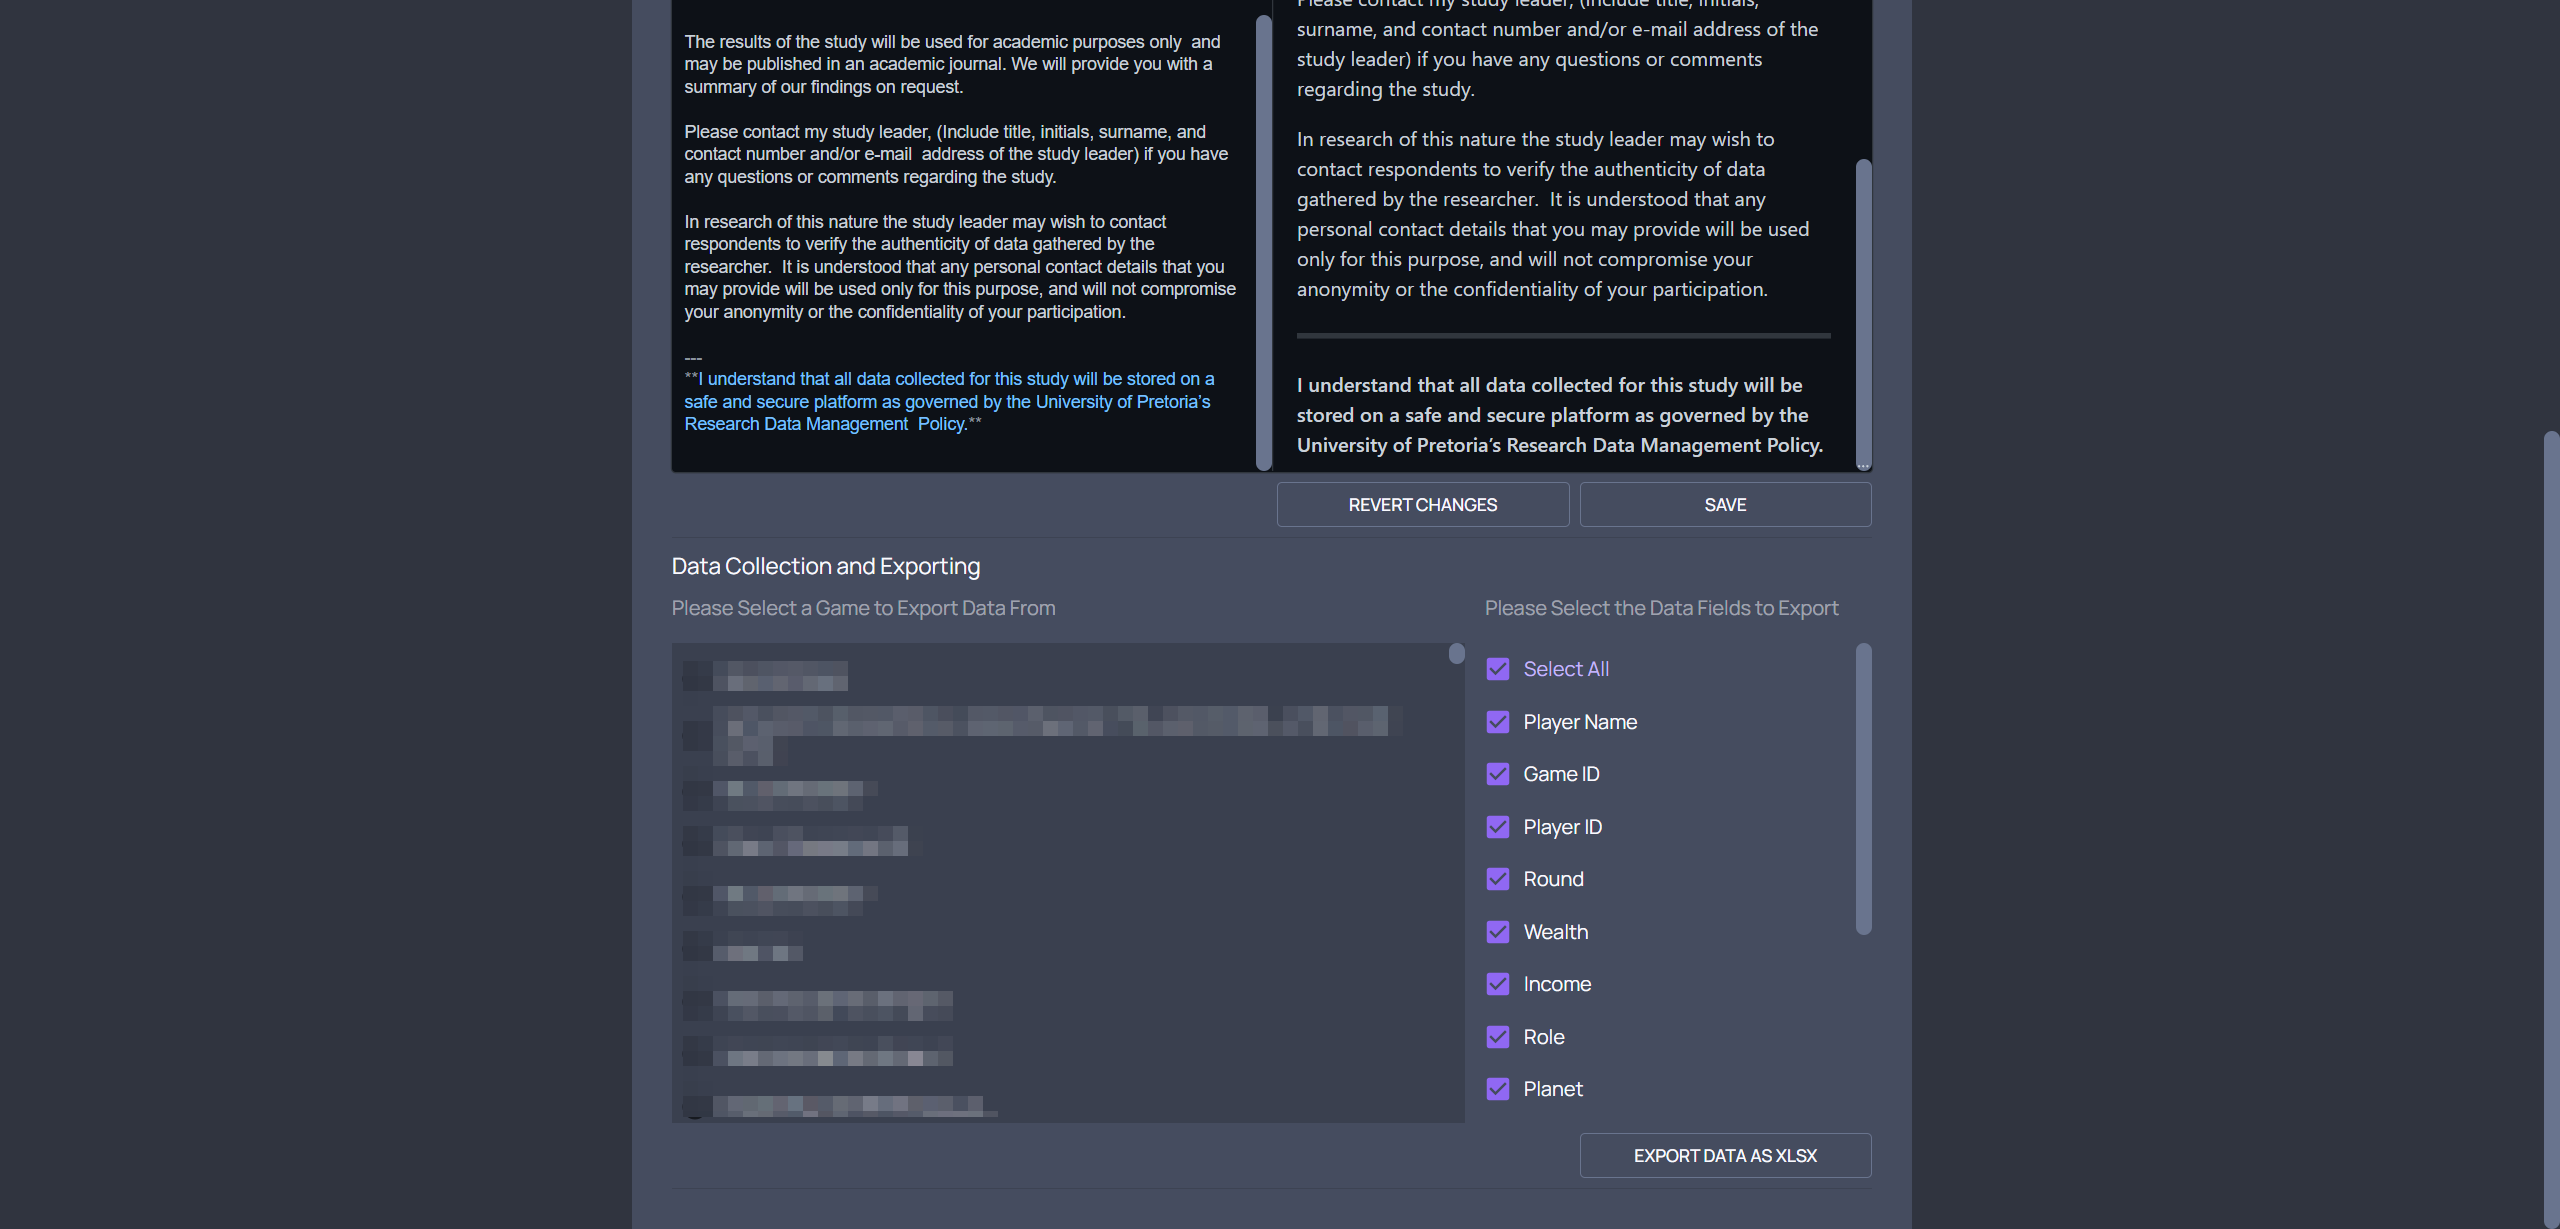 The results of the study will be used for academic purposes only  and
may be published in an academic journal. We will provide you with a
summary of our findings on request.
Please contact my study leader, (Include title, initials, surname, and
contact number and/or e-mail  address of the study leader) if you have
any questions or comments regarding the study.
In research of this nature the study leader may wish to contact
respondents to verify the authenticity of data gathered by the
researcher.  It is understood that any personal contact details that you
may provide will be used only for this purpose, and will not compromise
your anonymity or the confidentiality of your participation.
---
**I understand that all data collected for this study will be stored on a
safe and secure platform as governed by the University of Pretoria’s
Research Data Management  Policy.**
Please contact my study leader, (Include title, initials,
surname, and contact number and/or e-mail address of the
study leader) if you have any questions or comments
regarding the study.
In research of this nature the study leader may wish to
contact respondents to verify the authenticity of data
gathered by the researcher.  It is understood that any
personal contact details that you may provide will be used
only for this purpose, and will not compromise your
anonymity or the confidentiality of your participation.
I understand that all data collected for this study will be
stored on a safe and secure platform as governed by the
University of Pretoria’s Research Data Management Policy.
REVERT CHANGES
SAVE
Data Collection and Exporting
Please Select a Game to Export Data From
Please Select the Data Fields to Export
Select All
Player Name
Game ID
Player ID
Round
Wealth
Income
Role
Planet
EXPORT DATA AS XLSX